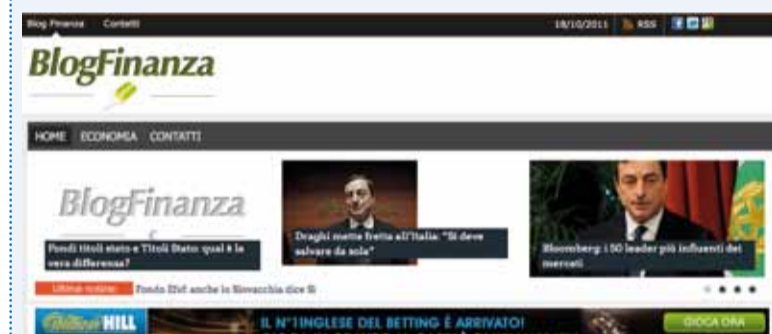 Blog Finanza Contatti 18/10/2011 RSS
BlogFinanza
HOME ECONOMIA CONTATTI
BlogFinanza
Fondi titoli stato e Titoli Stato: qual è la
vera differenza?
Draghi mette fretta all'Italia: "Si deve
salvare da sola"
Bloomberg: i 50 leader più influenti dei
mercati
Ultime notizie: Fondo Efsf anche in Slovacchia dice Sì
William HILL IL N°1 INGLESE DEL BETTING È ARRIVATO! GIOCA ORA